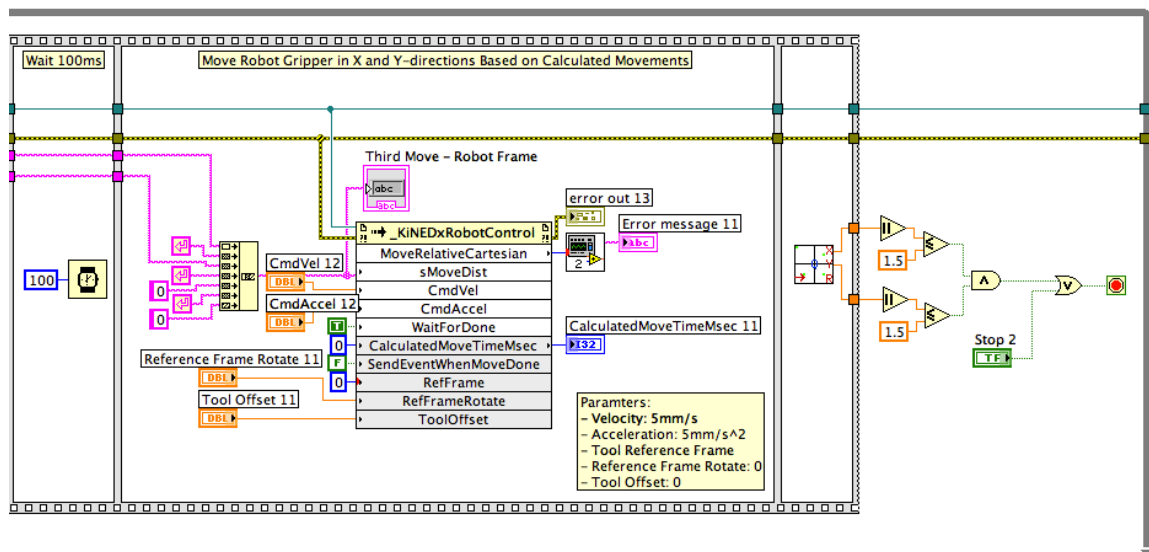 Wait 100ms
Move Robot Gripper in X and Y-directions Based on Calculated Movements
Third Move - Robot Frame
abc
abc
error out 13
Error message 11
abc
_KiNEDxRobotControl
MoveRelativeCartesian
sMoveDist
CmdVel
CmdAccel
WaitForDone
CalculatedMoveTimeMsec
SendEventWhenMoveDone
RefFrame
RefFrameRotate
ToolOffset
2
CmdVel 12
DBL
CmdAccel 12
DBL
T
0
F
0
100
0
0
Reference Frame Rotate 11
DBL
Tool Offset 11
DBL
CalculatedMoveTimeMsec 11
I32
Paramters:
- Velocity: 5mm/s
- Acceleration: 5mm/s^2
- Tool Reference Frame
- Reference Frame Rotate: 0
- Tool Offset: 0
X
Y
R
1.5
1.5
Stop 2
TF